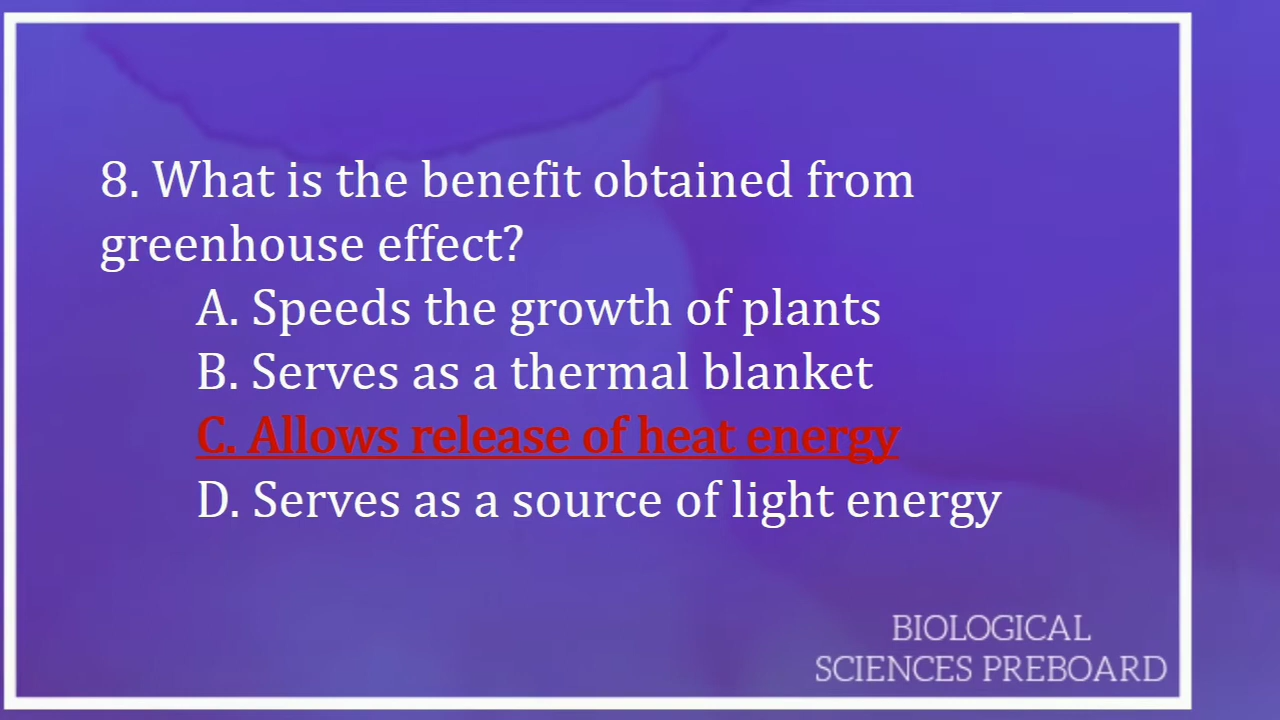 8. What is the benefit obtained from
greenhouse effect?
A. Speeds the growth of plants
B. Serves as a thermal blanket
C. Allows release of heat energy
D. Serves as a source of light energy
BIOLOGICAL
SCIENCES PREBOARD